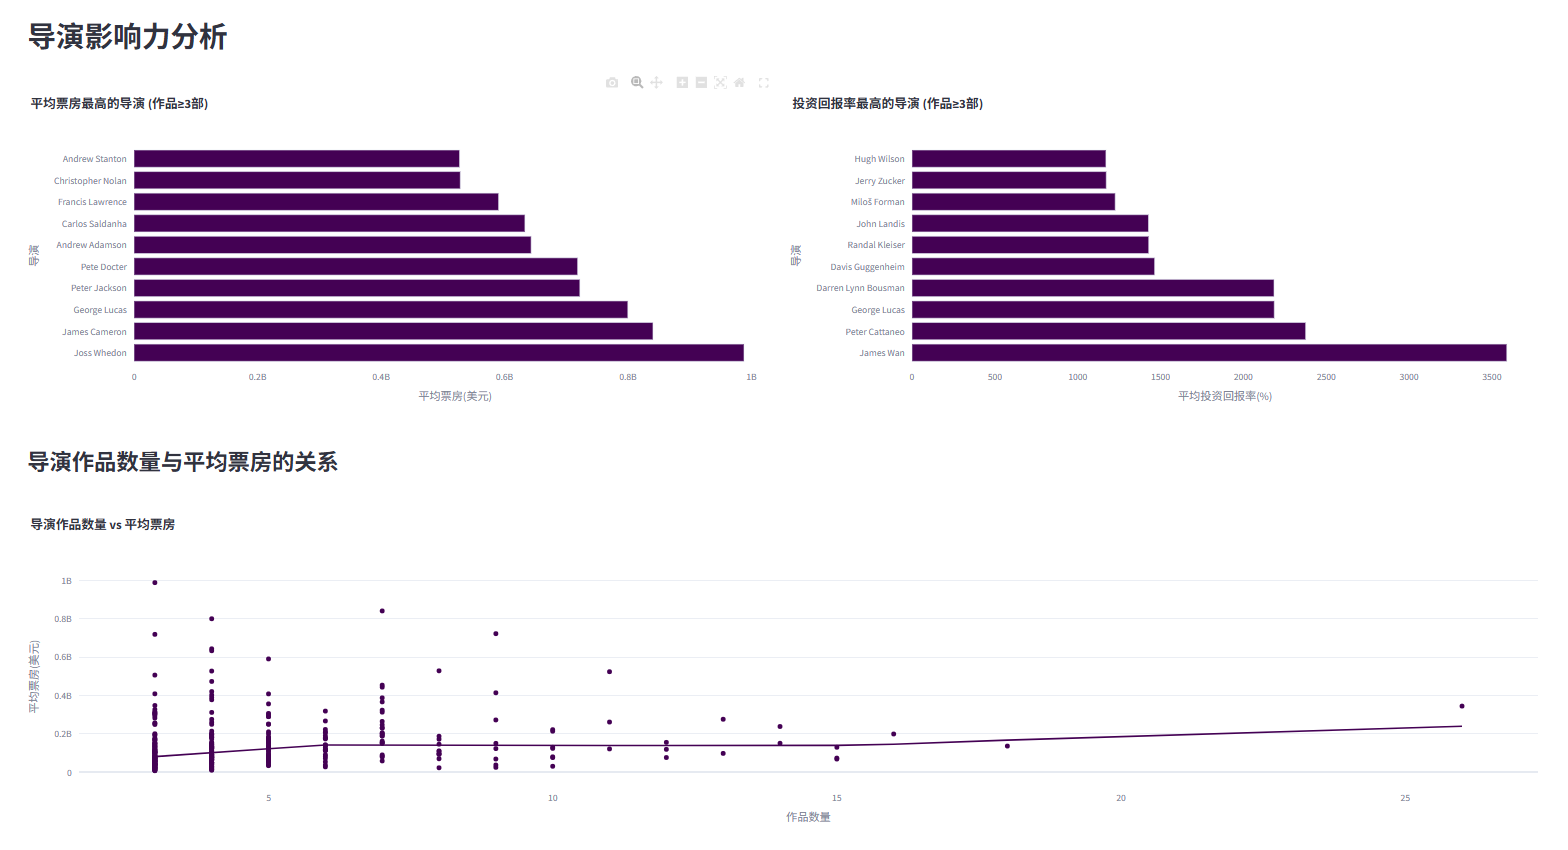 导演影响力分析
平均票房最高的导演 (作品≥3部)
导演
Andrew Stanton
Christopher Nolan
Francis Lawrence
Carlos Saldanha
Andrew Adamson
Pete Docter
Peter Jackson
George Lucas
James Cameron
Joss Whedon
0 0.2B 0.4B 0.6B 0.8B 1B
平均票房(美元)
投资回报率最高的导演 (作品≥3部)
导演
Hugh Wilson
Jerry Zucker
Miloš Forman
John Landis
Randal Kleiser
Davis Guggenheim
Darren Lynn Bousman
George Lucas
Peter Cattaneo
James Wan
0 500 1000 1500 2000 2500 3000 3500
平均投资回报率(%)
导演作品数量与平均票房的关系
导演作品数量 vs 平均票房
平均票房(美元)
1B
0.8B
0.6B
0.4B
0.2B
0
5 10 15 20 25
作品数量